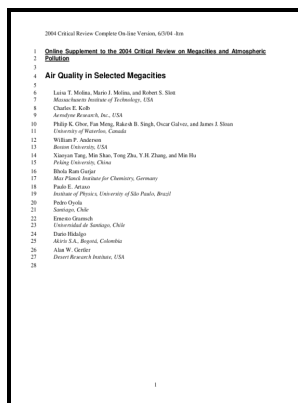 2004 Critical Review Complete On-line Version, 6/3/04 -ltm
1 Online Supplement to the 2004 Critical Review on Megacities and Atmospheric
2 Pollution
3
4 Air Quality in Selected Megacities
5
6 Luisa T. Molina, Mario J. Molina, and Robert S. Slott
7 Massachusetts Institute of Technology, USA
8 Charles E. Kolb
9 Aerodyne Research, Inc., USA
10 Philip K. Gbor, Fan Meng, Rakesh B. Singh, Oscar Galvez, and James J. Sloan
11 University of Waterloo, Canada
12 William P. Anderson
13 Boston University, USA
14 Xiaoyan Tang, Min Shao, Tong Zhu, Y.H. Zhang, and Min Hu
15 Peking University, China
16 Bhola Ram Gurjar
17 Max Planck Institute for Chemistry, Germany
18 Paulo E. Artaxo
19 Institute of Physics, University of São Paulo, Brazil
20 Pedro Oyola
21 Santiago, Chile
22 Ernesto Gramsch
23 Universidad de Santiago, Chile
24 Dario Hidalgo
25 Akiris S.A., Bogotá, Colombia
26 Alan W. Gertler
27 Desert Research Institute, USA
28
1